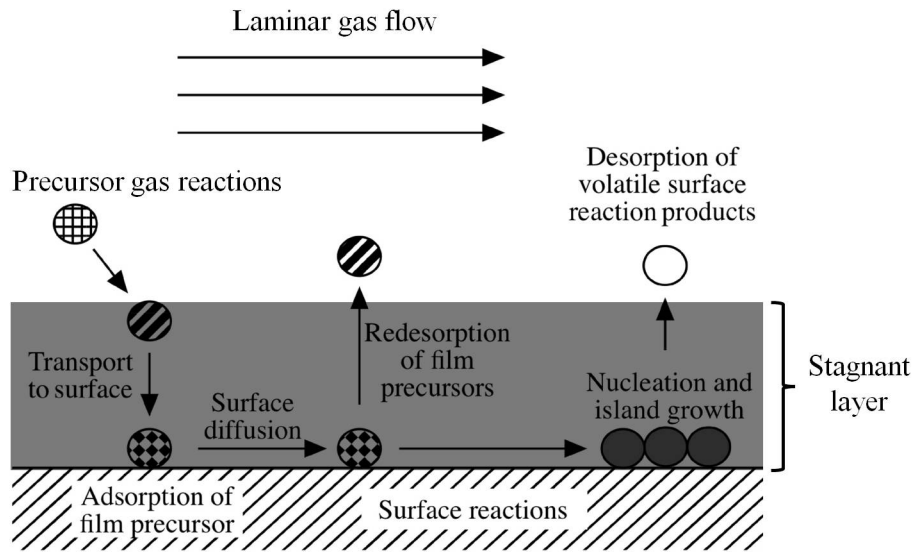 Laminar gas flow
Precursor gas reactions
Desorption of
volatile surface
reaction products
Transport
to surface
Surface
diffusion
Redesorption
of film
precursors
Nucleation and
island growth
Stagnant
layer
Adsorption of
film precursor
Surface reactions